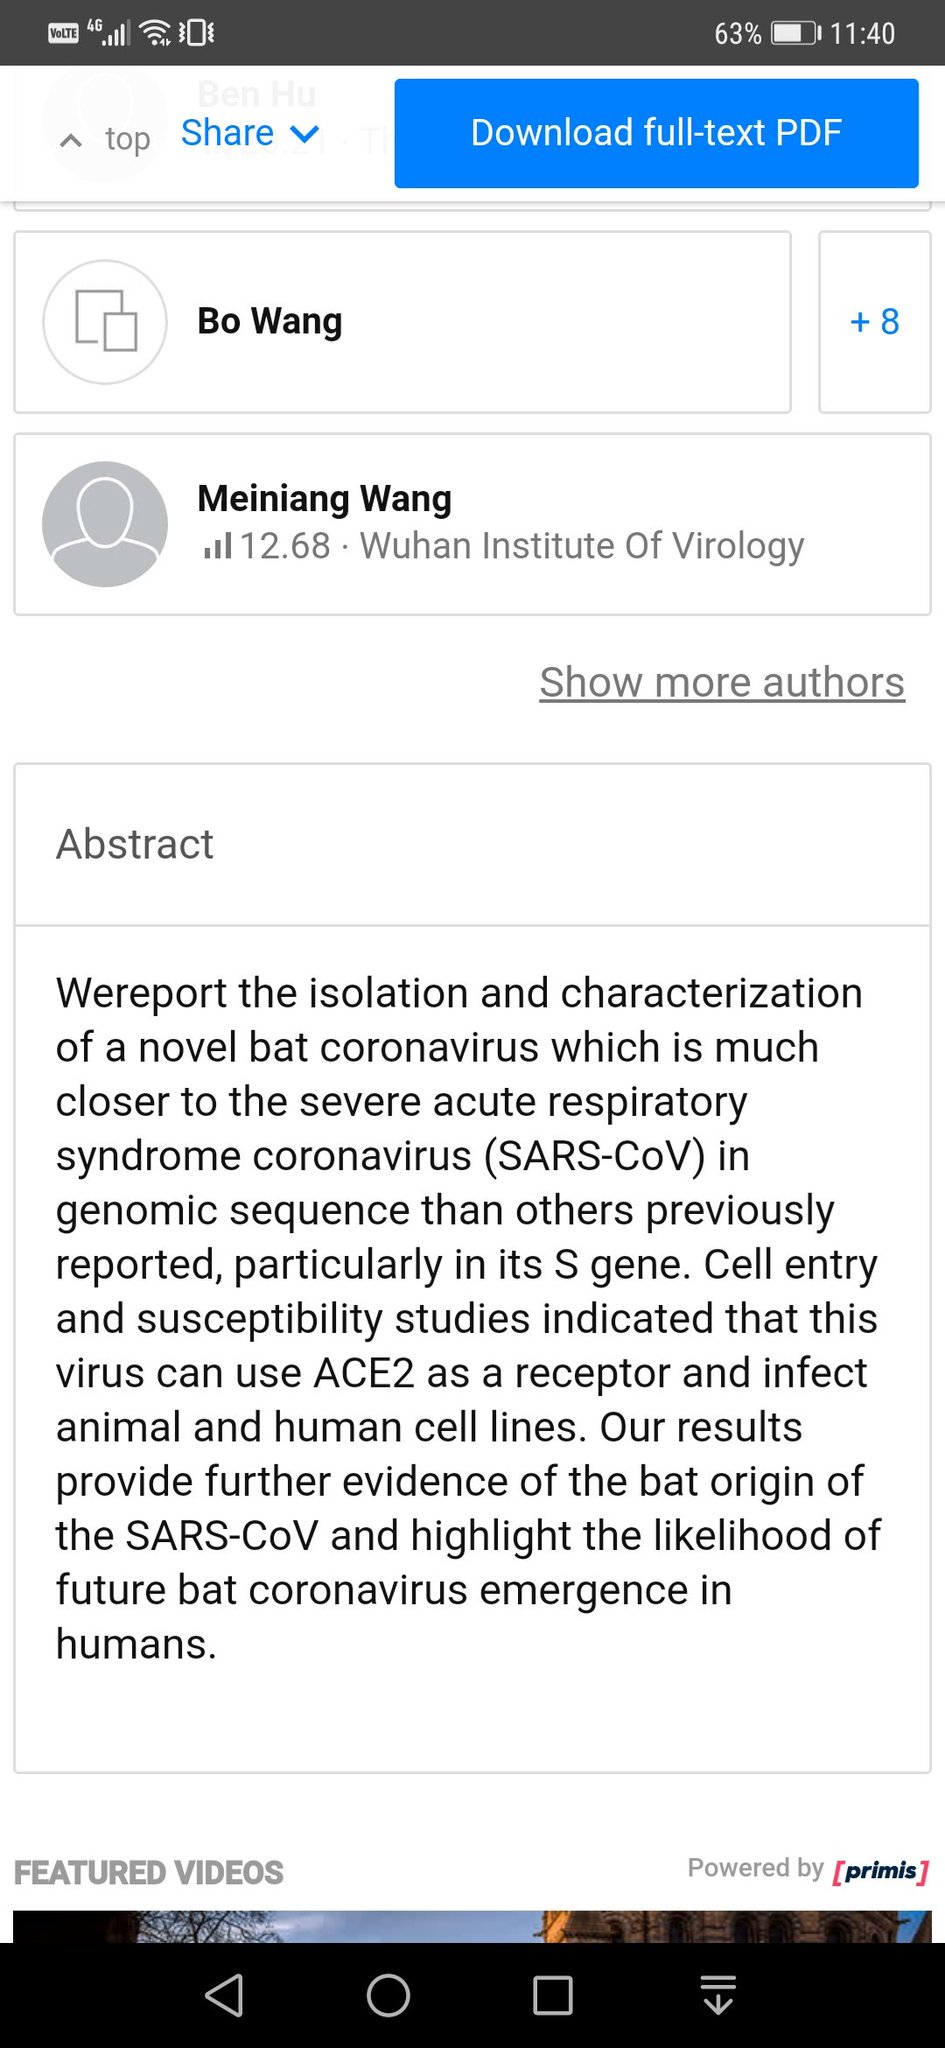 VoLTE 4G 63% 11:40
Ben Hu
top Share Download full-text PDF
Bo Wang
+ 8
Meiniang Wang
12.68 · Wuhan Institute Of Virology
Show more authors
Abstract
Wereport the isolation and characterization
of a novel bat coronavirus which is much
closer to the severe acute respiratory
syndrome coronavirus (SARS-CoV) in
genomic sequence than others previously
reported, particularly in its S gene. Cell entry
and susceptibility studies indicated that this
virus can use ACE2 as a receptor and infect
animal and human cell lines. Our results
provide further evidence of the bat origin of
the SARS-CoV and highlight the likelihood of
future bat coronavirus emergence in
humans.
FEATURED VIDEOS
Powered by [primis]